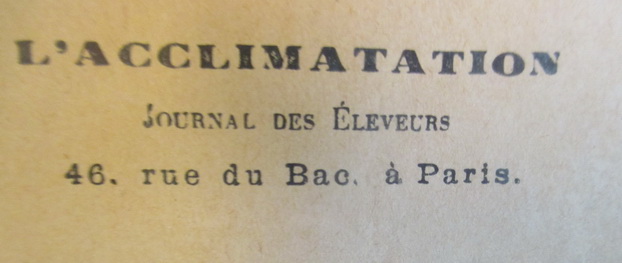 L'ACCLIMATATION
JOURNAL DES ÉLEVEURS
46. rue du Bac. à Paris.